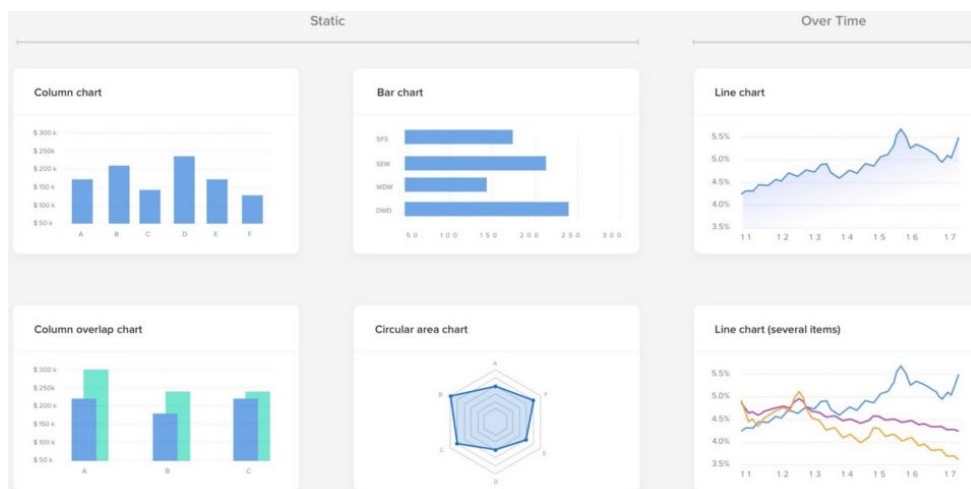 Static
Over Time
Column chart
$ 300 k
$ 250k
$ 200 k
$ 150 k
$ 100 k
$ 50 k
A B C D E F
Bar chart
SFS
SEW
WDW
DWD
50 100 150 200 250 300
Line chart
5.5%
5.0%
4.5%
4.0%
3.5%
11 12 13 14 15 16 17
Column overlap chart
$ 300 k
$ 250k
$ 200 k
$ 150 k
$ 100 k
$ 50 k
A B C
Circular area chart
A
B F
C E
D
Line chart (several items)
5.5%
5.0%
4.5%
4.0%
3.5%
11 12 13 14 15 16 17